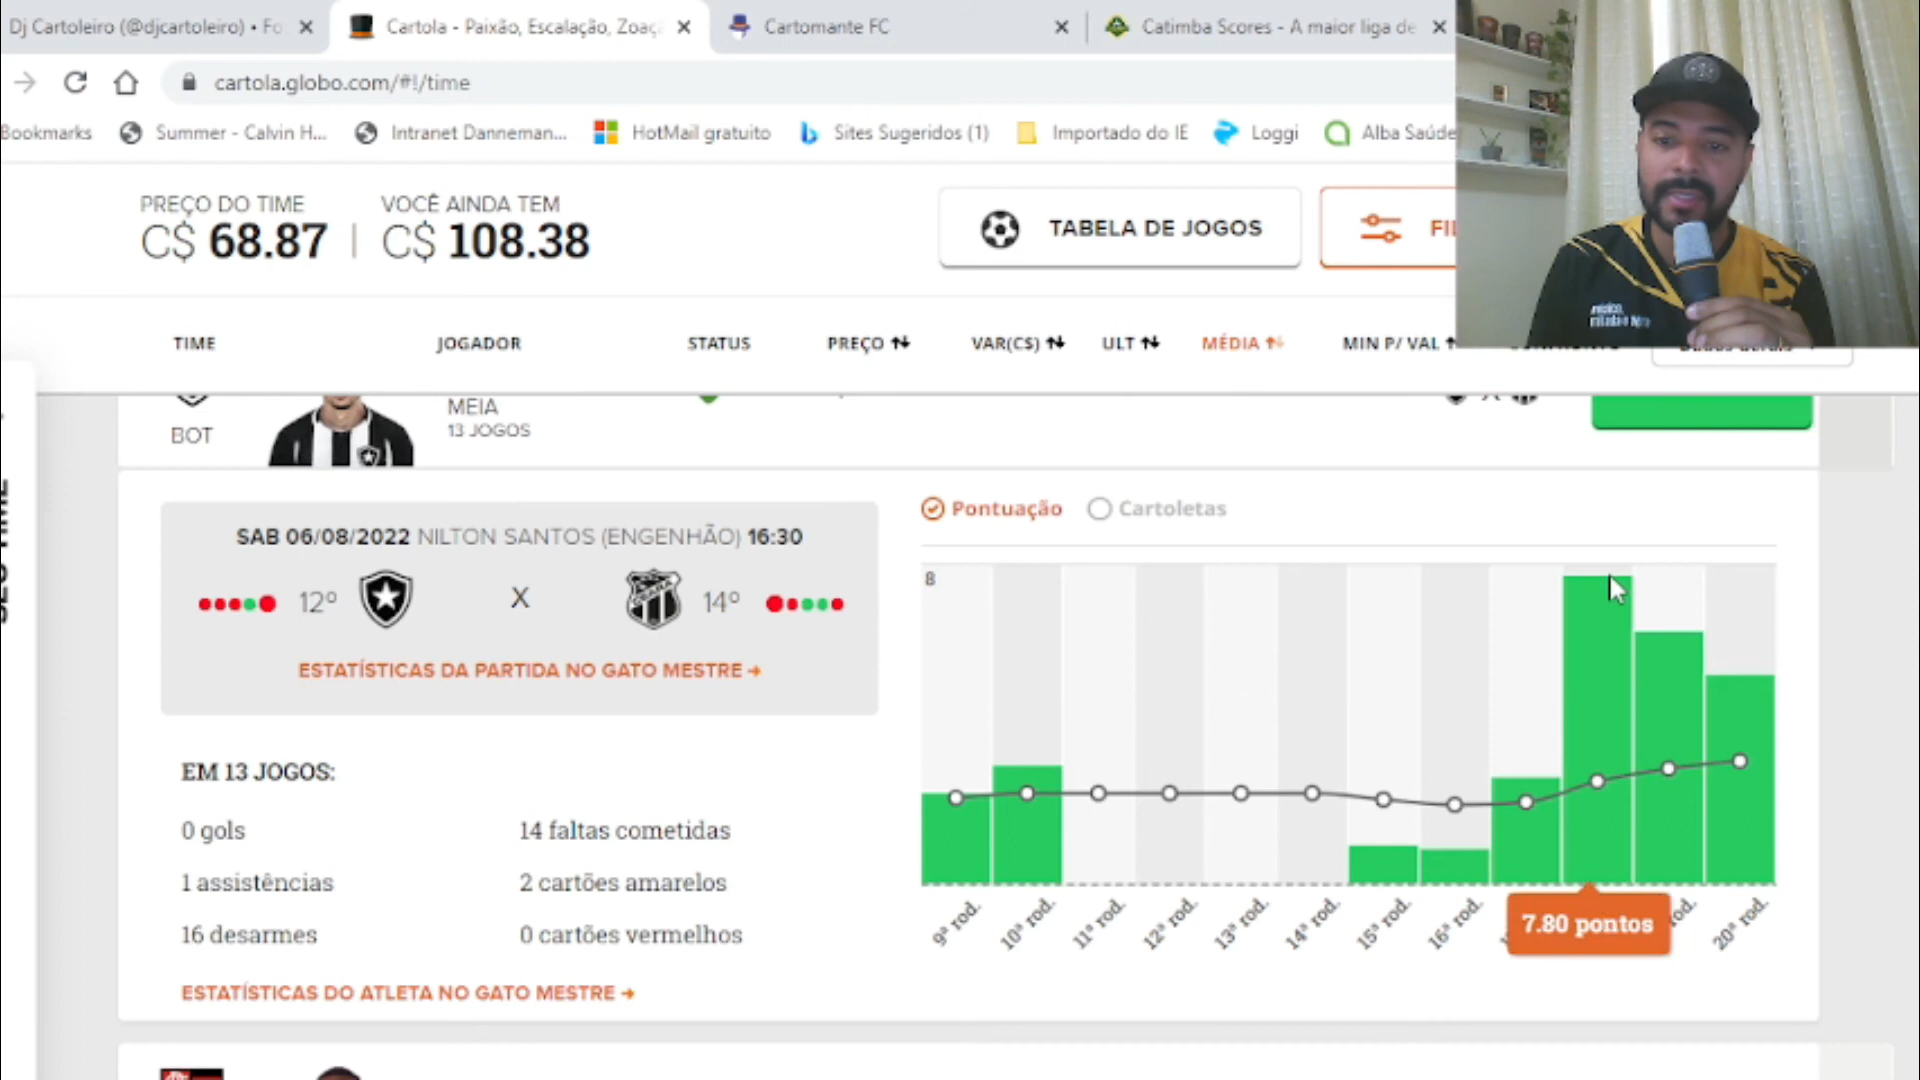 Dj Cartoleiro (@djcartoleiro) • Fo
Cartola - Paixão, Escalação, Zoaç
Cartomante FC
Catimba Scores - A maior liga de
cartola.globo.com/#!/time
Bookmarks
Summer - Calvin H...
Intranet Danneman...
HotMail gratuito
Sites Sugeridos (1)
Importado do IE
Loggi
Alba Saúde
PREÇO DO TIME
C$ 68.87
VOCÊ AINDA TEM
C$ 108.38
TABELA DE JOGOS
FIL
TIME
JOGADOR
STATUS
PREÇO
VAR(C$)
ULT
MÉDIA
MIN P/ VAL
BOT
MEIA
13 JOGOS
SAB 06/08/2022 NILTON SANTOS (ENGENHÃO) 16:30
12º
X
CEARÁ
14º
ESTATÍSTICAS DA PARTIDA NO GATO MESTRE
EM 13 JOGOS:
0 gols
14 faltas cometidas
1 assistências
2 cartões amarelos
16 desarmes
0 cartões vermelhos
ESTATÍSTICAS DO ATLETA NO GATO MESTRE
Pontuação
Cartoletas
8
9ª rod.
10ª rod.
11ª rod.
12ª rod.
13ª rod.
14ª rod.
15ª rod.
16ª rod.
rod.
20ª rod.
7.80 pontos